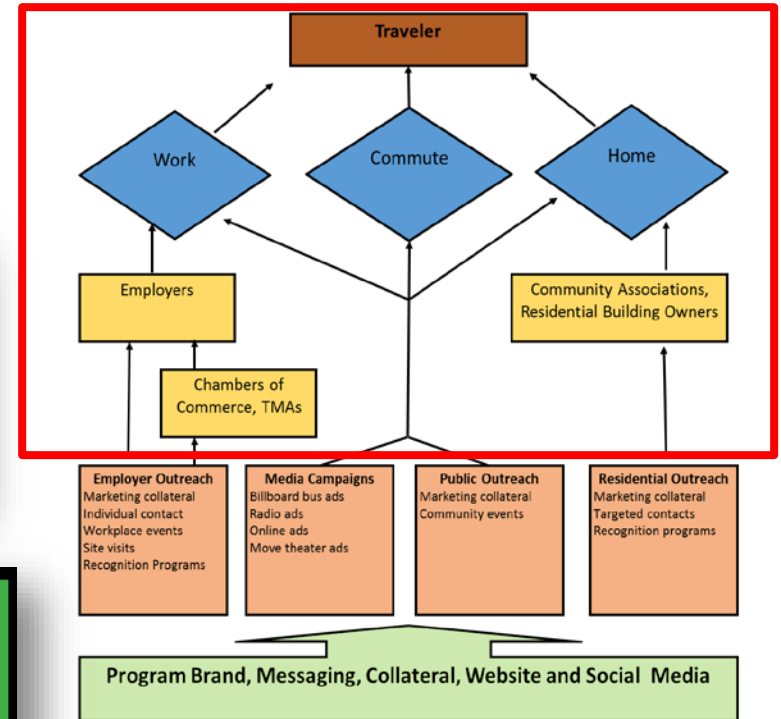 Traveler
Work
Commute
Home
Employers
Community Associations,
Residential Building Owners
Chambers of
Commerce, TMAs
Employer Outreach
Marketing collateral
Individual contact
Workplace events
Site visits
Recognition Programs
Media Campaigns
Billboard bus ads
Radio ads
Online ads
Move theater ads
Public Outreach
Marketing collateral
Community events
Residential Outreach
Marketing collateral
Targeted contacts
Recognition programs
Program Brand, Messaging, Collateral, Website and Social Media